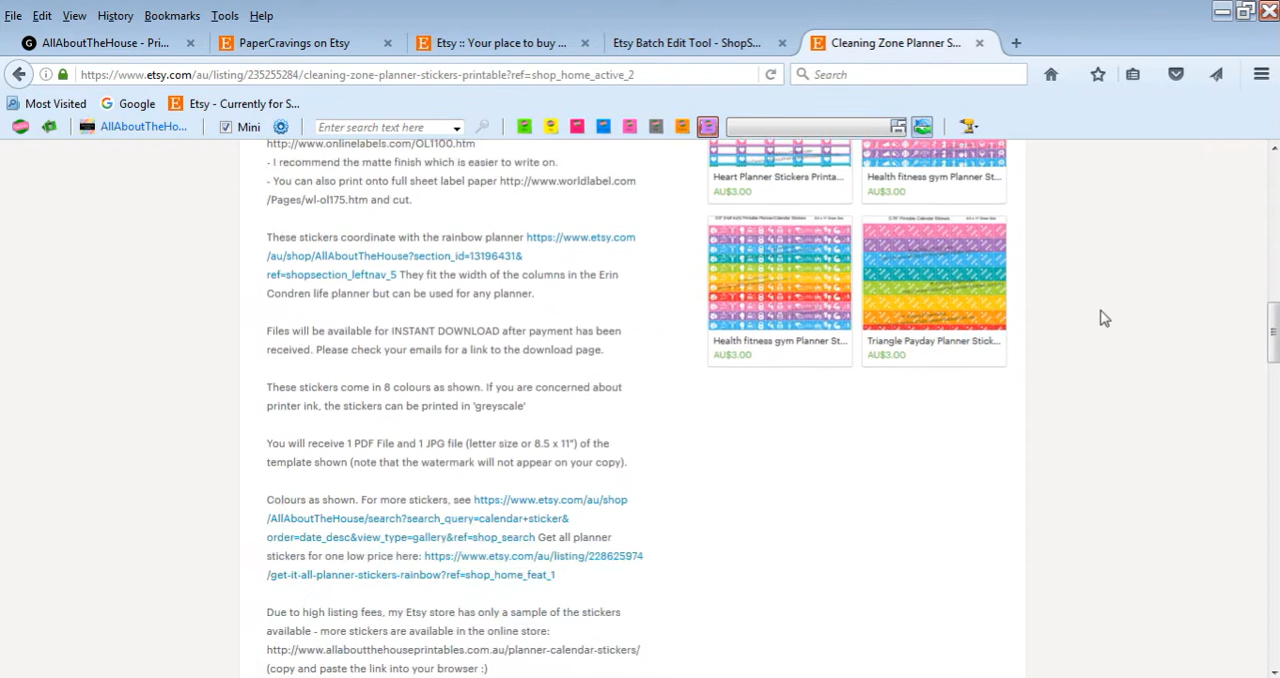 File Edit View History Bookmarks Tools Help
AllAboutTheHouse - Pri... × PaperCravings on Etsy × Etsy :: Your place to buy ... × Etsy Batch Edit Tool - ShopS... × Cleaning Zone Planner S... × +
https://www.etsy.com/au/listing/235255284/cleaning-zone-planner-stickers-printable?ref=shop_home_active_2 Search
Most Visited Google Etsy - Currently for S...
AllAboutTheHo... Mini Enter search text here
http://www.onlinelabels.com/OL1100.htm
- I recommend the matte finish which is easier to write on.
- You can also print onto full sheet label paper http://www.worldlabel.com
/Pages/wl-ol175.htm and cut.
These stickers coordinate with the rainbow planner https://www.etsy.com
/au/shop/AllAboutTheHouse?section_id=13196431&
ref=shopsection_leftnav_5 They fit the width of the columns in the Erin
Condren life planner but can be used for any planner.
Files will be available for INSTANT DOWNLOAD after payment has been
received. Please check your emails for a link to the download page.
These stickers come in 8 colours as shown. If you are concerned about
printer ink, the stickers can be printed in 'greyscale'
You will receive 1 PDF File and 1 JPG file (letter size or 8.5 x 11") of the
template shown (note that the watermark will not appear on your copy).
Colours as shown. For more stickers, see https://www.etsy.com/au/shop
/AllAboutTheHouse/search?search_query=calendar+sticker&
order=date_desc&view_type=gallery&ref=shop_search Get all planner
stickers for one low price here: https://www.etsy.com/au/listing/228625974
/get-it-all-planner-stickers-rainbow?ref=shop_home_feat_1
Due to high listing fees, my Etsy store has only a sample of the stickers
available - more stickers are available in the online store:
http://www.allaboutthehouseprintables.com.au/planner-calendar-stickers/
(copy and paste the link into your browser :)
Heart Planner Stickers Printa...
AU$3.00
Health fitness gym Planner St...
AU$3.00
Health fitness gym Planner St...
AU$3.00
Triangle Payday Planner Stick...
AU$3.00